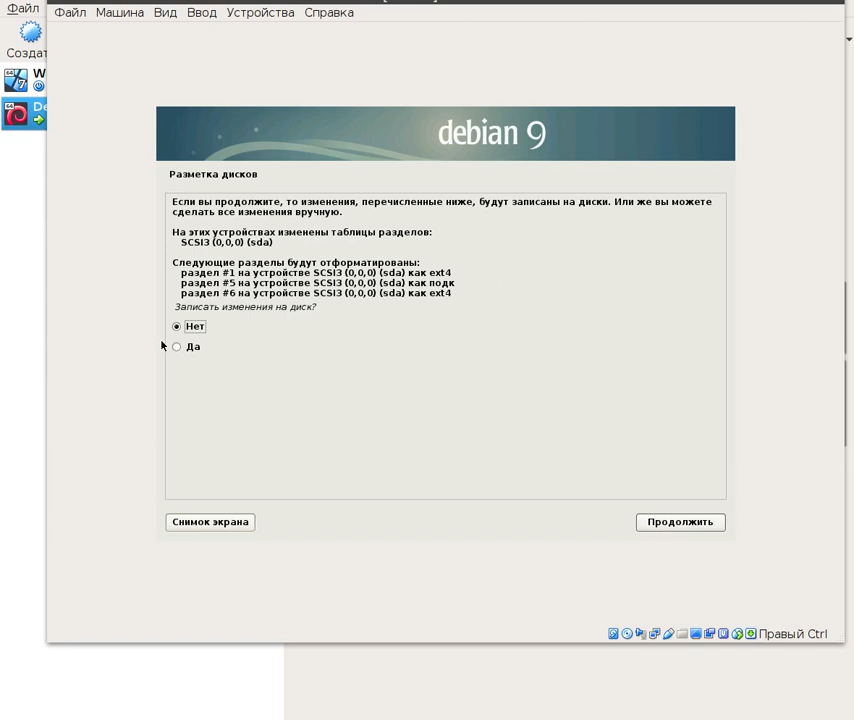 Файл
Файл Машина Вид Ввод Устройства Справка
Создат
W
De
debian 9
Разметка дисков
Если вы продолжите, то изменения, перечисленные ниже, будут записаны на диски. Или же вы можете
сделать все изменения вручную.
На этих устройствах изменены таблицы разделов:
SCSI3 (0,0,0) (sda)
Следующие разделы будут отформатированы:
раздел #1 на устройстве SCSI3 (0,0,0) (sda) как ext4
раздел #5 на устройстве SCSI3 (0,0,0) (sda) как подк
раздел #6 на устройстве SCSI3 (0,0,0) (sda) как ext4
Записать изменения на диск?
Нет
Да
Снимок экрана
Продолжить
Правый Ctrl